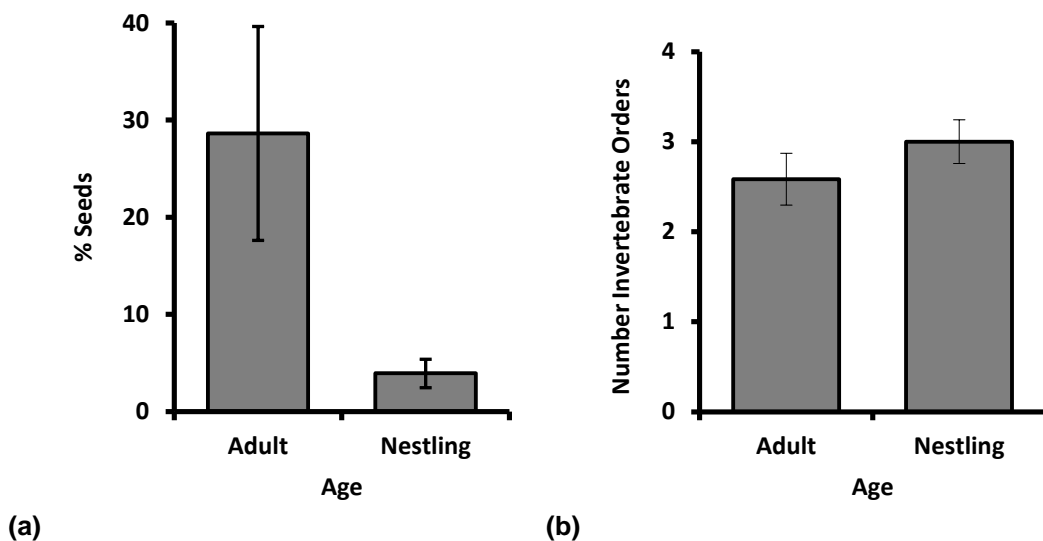 % Seeds
40
30
20
10
0
Adult Nestling
Age
(a)
Number Invertebrate Orders
4
3
2
1
0
Adult Nestling
Age
(b)